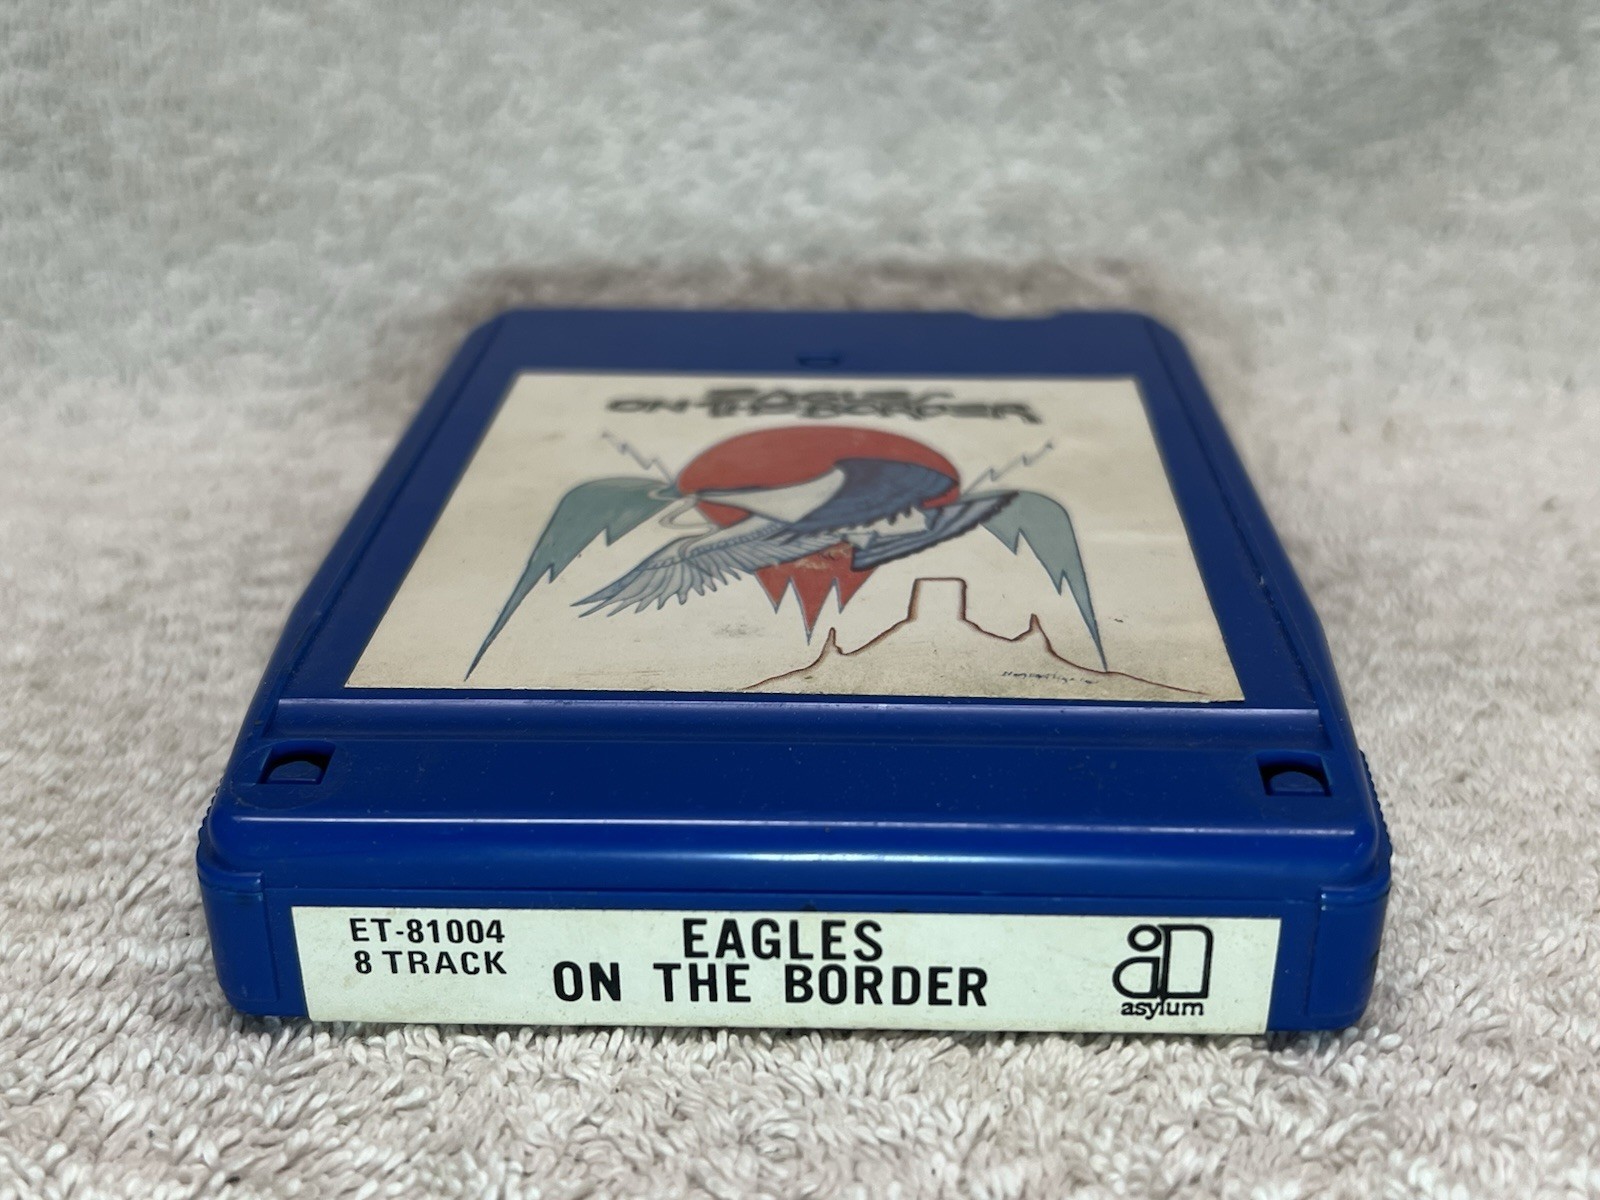 EAGLES
ON THE BORDER
ET-81004
8 TRACK
EAGLES
ON THE BORDER
asylum